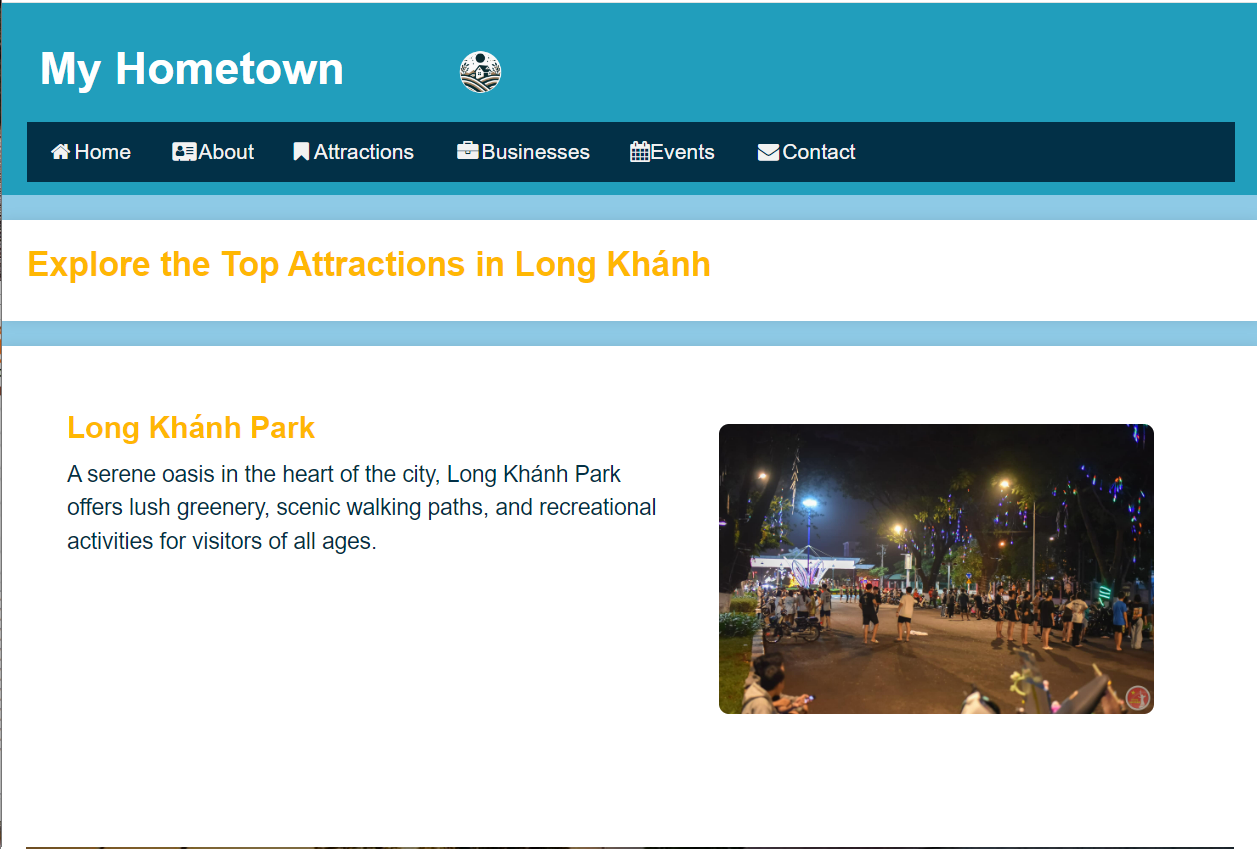 My Hometown
Home About Attractions Businesses Events Contact
Explore the Top Attractions in Long Khánh
Long Khánh Park
A serene oasis in the heart of the city, Long Khánh Park
offers lush greenery, scenic walking paths, and recreational
activities for visitors of all ages.